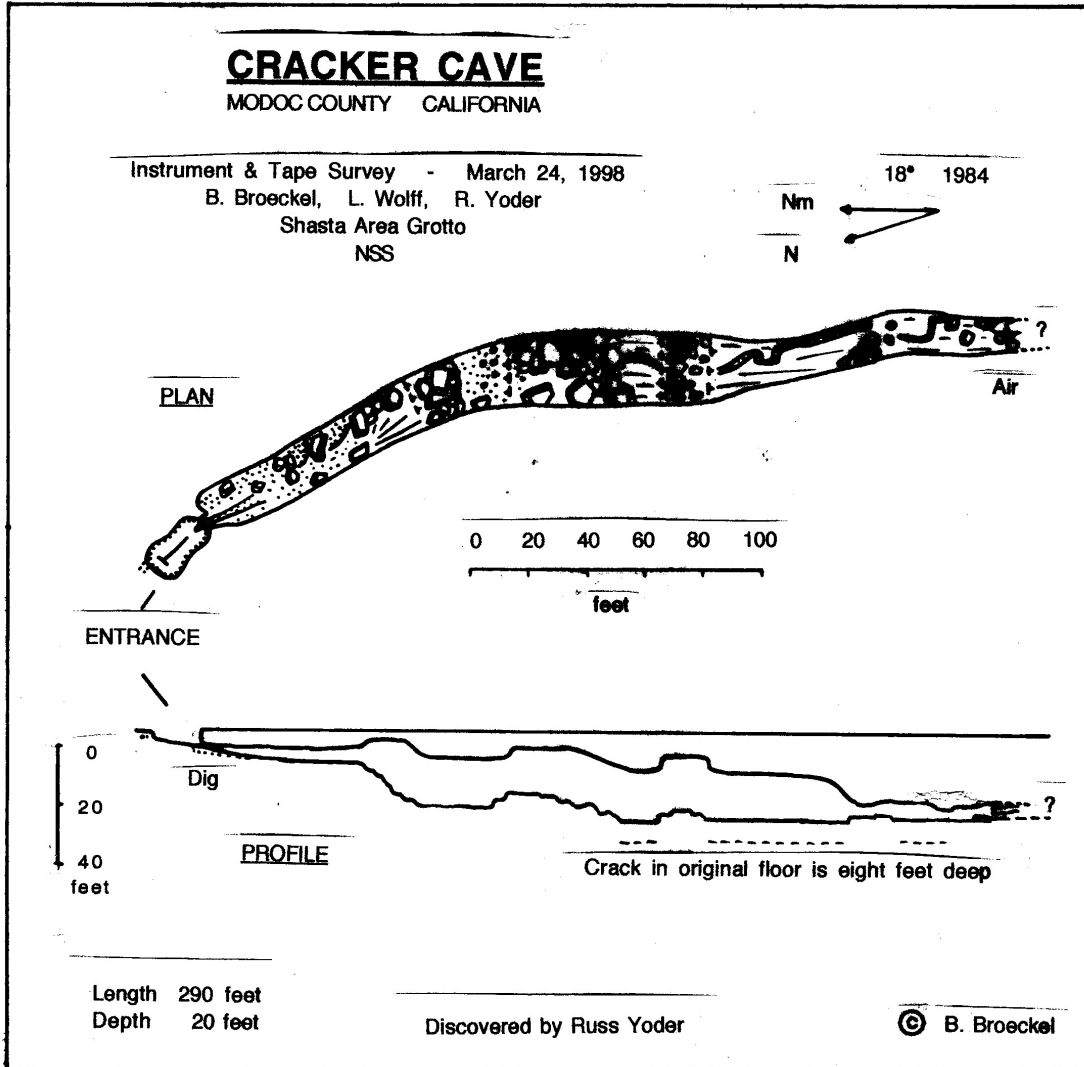 CRACKER CAVE
MODOC COUNTY CALIFORNIA
Instrument & Tape Survey - March 24, 1998
B. Broeckel, L. Wolff, R. Yoder
Shasta Area Grotto
NSS
18° 1984
Nm
N
?
Air
PLAN
0 20 40 60 80 100
feet
ENTRANCE
0
20
40
feet
Dig
PROFILE
?
Crack in original floor is eight feet deep
Length 290 feet
Depth 20 feet
Discovered by Russ Yoder
© B. Broeckel